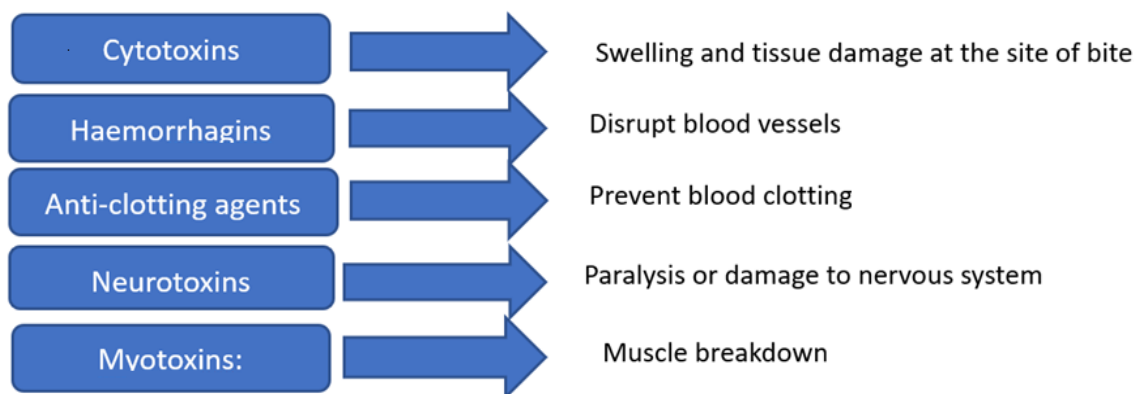 Cytotoxins Swelling and tissue damage at the site of bite
Haemorrhagins Disrupt blood vessels
Anti-clotting agents Prevent blood clotting
Neurotoxins Paralysis or damage to nervous system
Myotoxins: Muscle breakdown